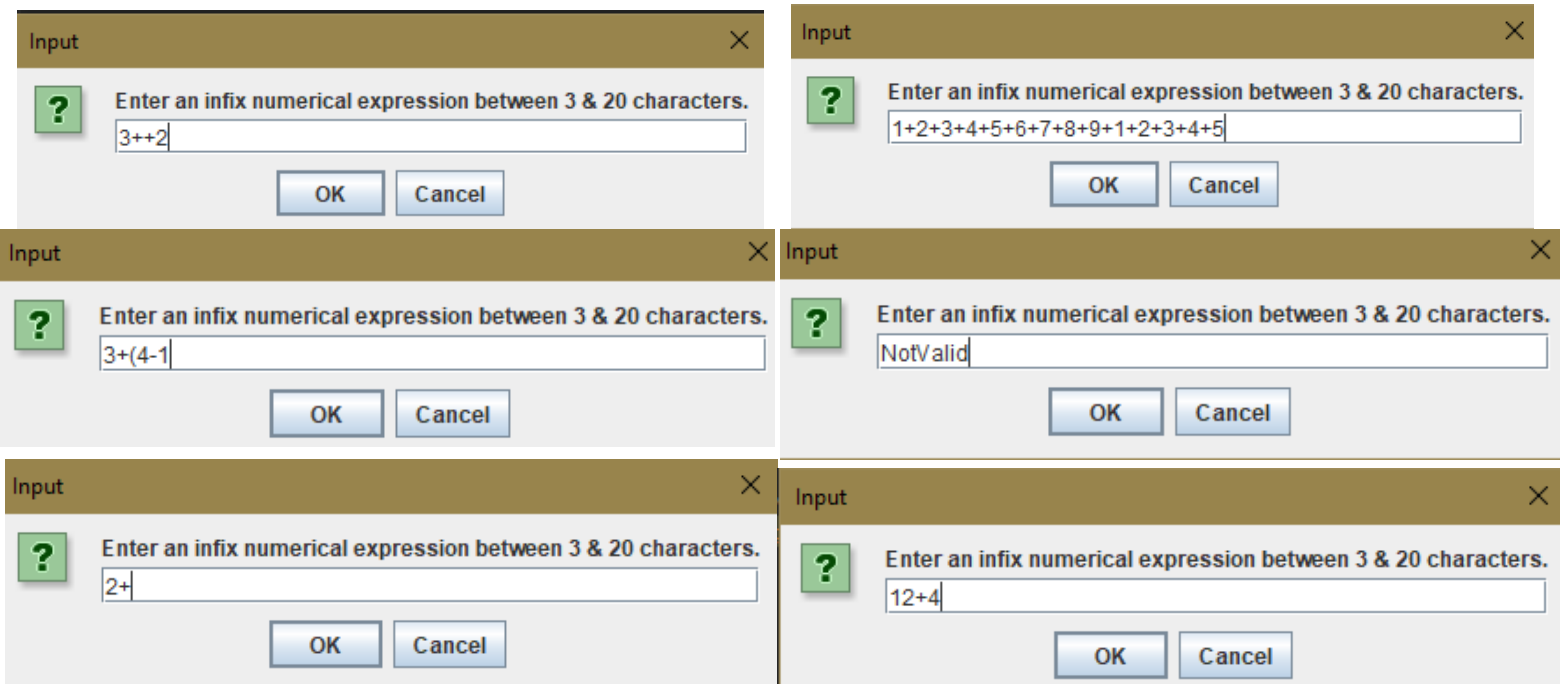 Input
Enter an infix numerical expression between 3 & 20 characters.
3++2
OK Cancel
Input
Enter an infix numerical expression between 3 & 20 characters.
1+2+3+4+5+6+7+8+9+1+2+3+4+5
OK Cancel
Input
Enter an infix numerical expression between 3 & 20 characters.
3+(4-1
OK Cancel
Input
Enter an infix numerical expression between 3 & 20 characters.
NotValid
OK Cancel
Input
Enter an infix numerical expression between 3 & 20 characters.
2+
OK Cancel
Input
Enter an infix numerical expression between 3 & 20 characters.
12+4
OK Cancel